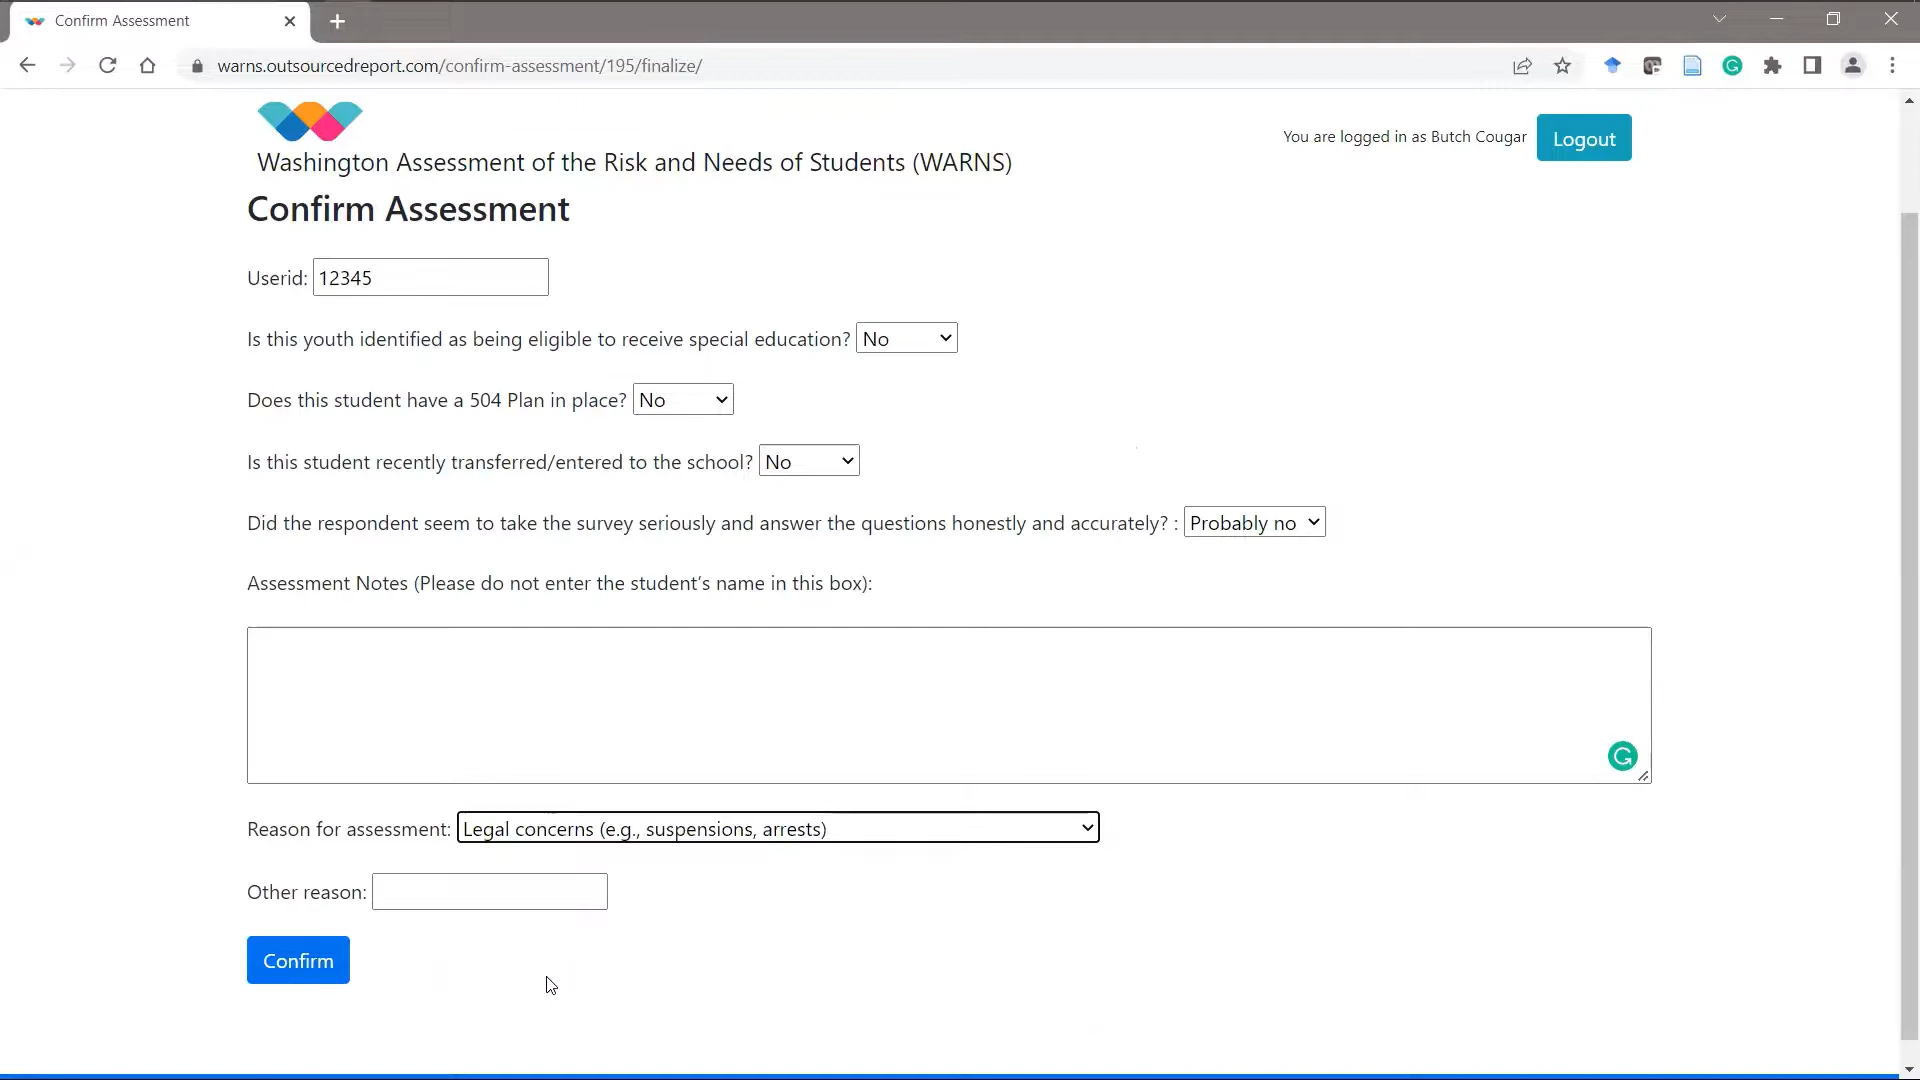 Confirm Assessment
warns.outsourcedreport.com/confirm-assessment/195/finalize/
You are logged in as Butch Cougar
Logout
Washington Assessment of the Risk and Needs of Students (WARNS)
Confirm Assessment
Userid: 12345
Is this youth identified as being eligible to receive special education? No
Does this student have a 504 Plan in place? No
Is this student recently transferred/entered to the school? No
Did the respondent seem to take the survey seriously and answer the questions honestly and accurately? : Probably no
Assessment Notes (Please do not enter the student’s name in this box):
Reason for assessment: Legal concerns (e.g., suspensions, arrests)
Other reason:
Confirm